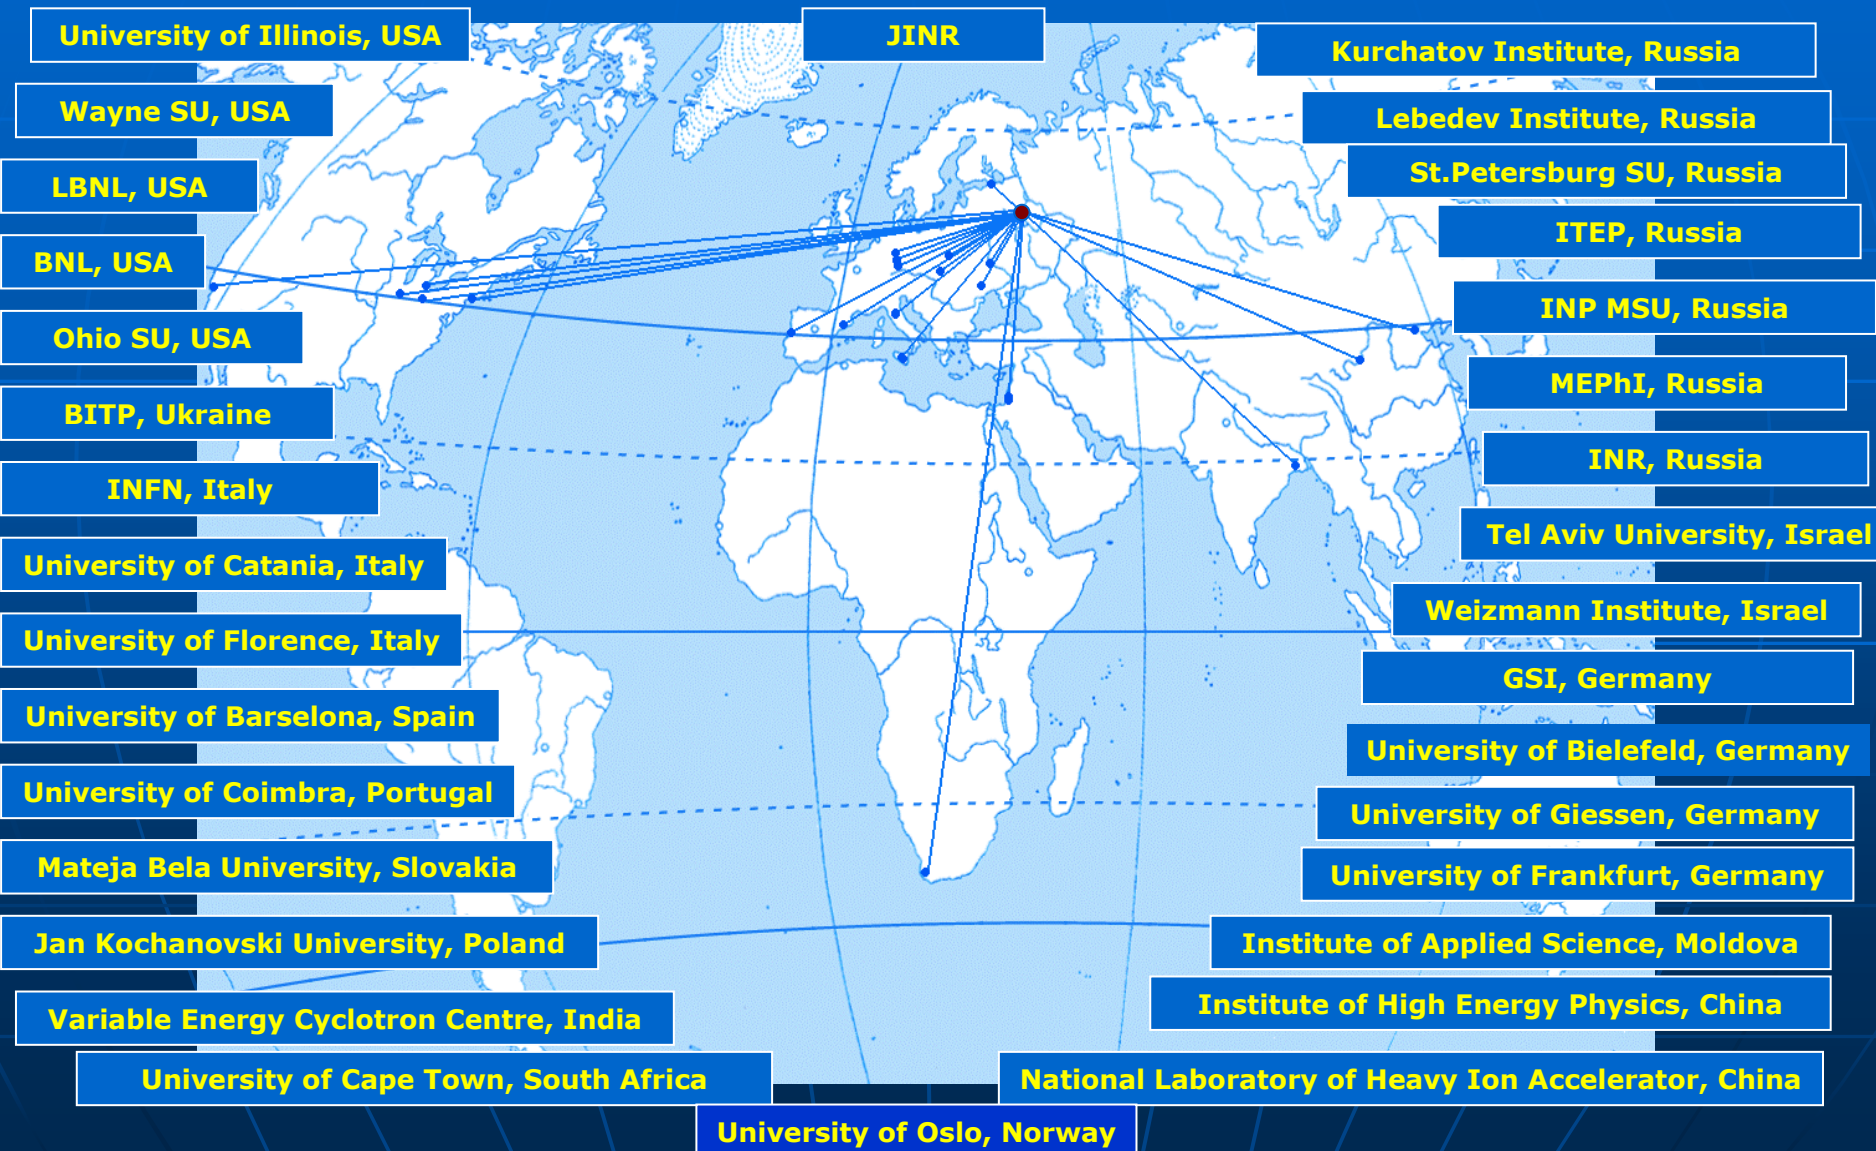 University of Illinois, USA
JINR
Kurchatov Institute, Russia
Wayne SU, USA
Lebedev Institute, Russia
LBNL, USA
St.Petersburg SU, Russia
BNL, USA
ITEP, Russia
Ohio SU, USA
INP MSU, Russia
BITP, Ukraine
MEPhI, Russia
INFN, Italy
INR, Russia
University of Catania, Italy
Tel Aviv University, Israel
University of Florence, Italy
Weizmann Institute, Israel
University of Barselona, Spain
GSI, Germany
University of Coimbra, Portugal
University of Bielefeld, Germany
Mateja Bela University, Slovakia
University of Giessen, Germany
Jan Kochanovski University, Poland
University of Frankfurt, Germany
Variable Energy Cyclotron Centre, India
Institute of Applied Science, Moldova
University of Cape Town, South Africa
Institute of High Energy Physics, China
National Laboratory of Heavy Ion Accelerator, China
University of Oslo, Norway